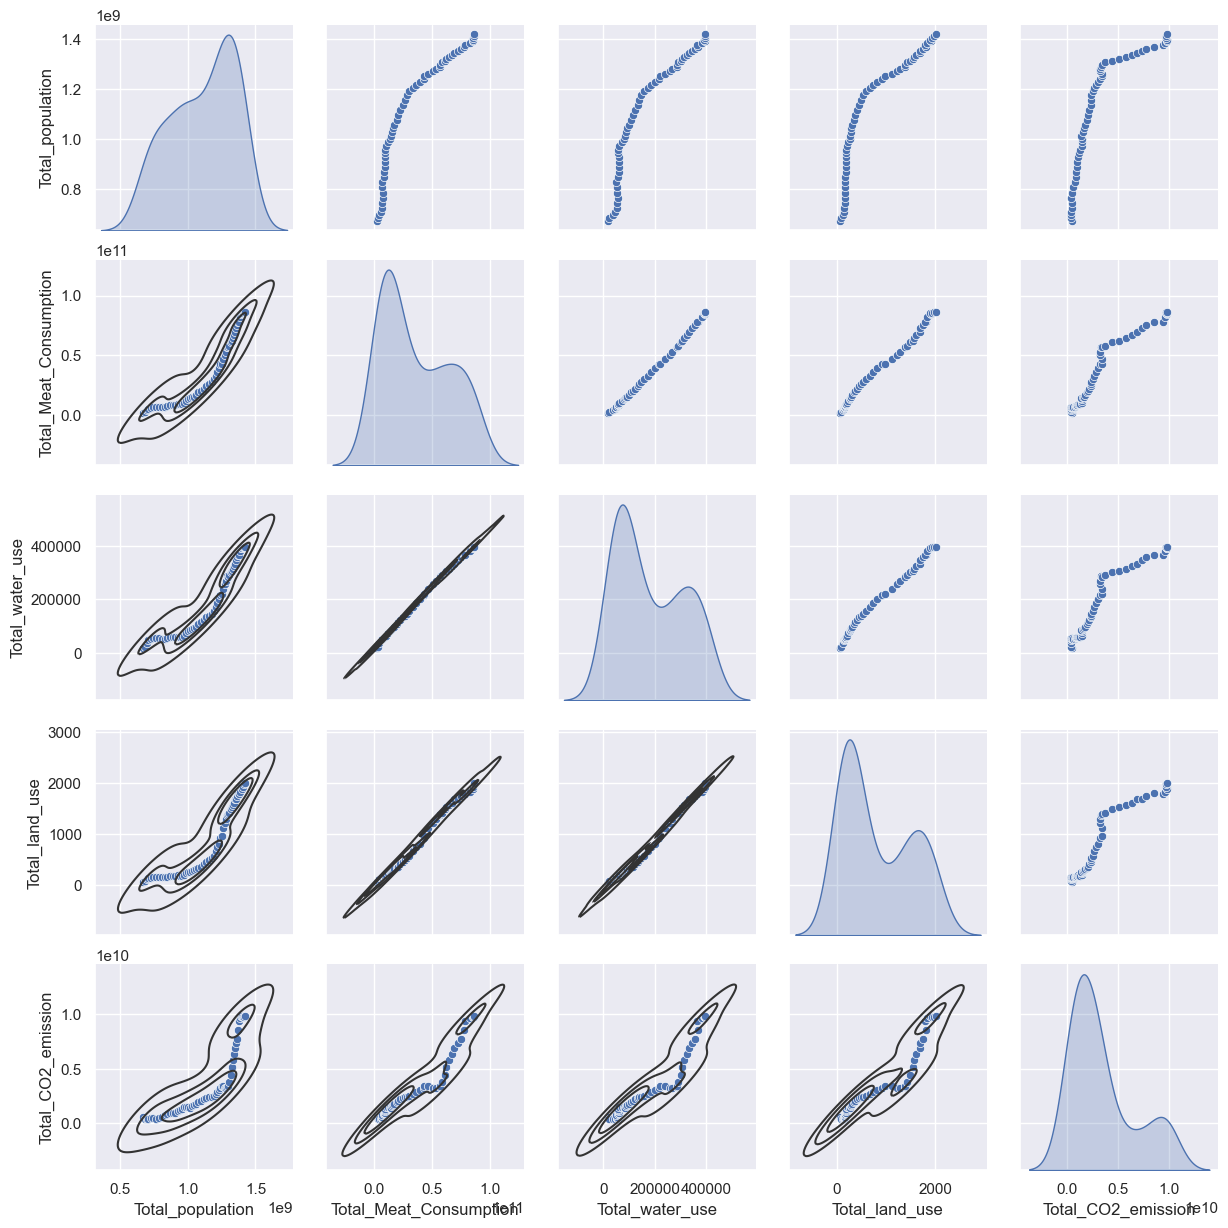 1e9
Total_population
1.4
1.2
1.0
0.8
1e11
Total_Meat_Consumption
1.0
0.5
0.0
Total_water_use
400000
200000
0
Total_land_use
3000
2000
1000
0
1e10
Total_CO2_emission
1.0
0.5
0.0
0.5 1.0 1.5 0.0 0.5 1.0 0 200000 400000 0 2000 0.0 0.5 1.0
Total_population 1e9 Total_Meat_Consumption 1e11 Total_water_use Total_land_use Total_CO2_emission 1e10